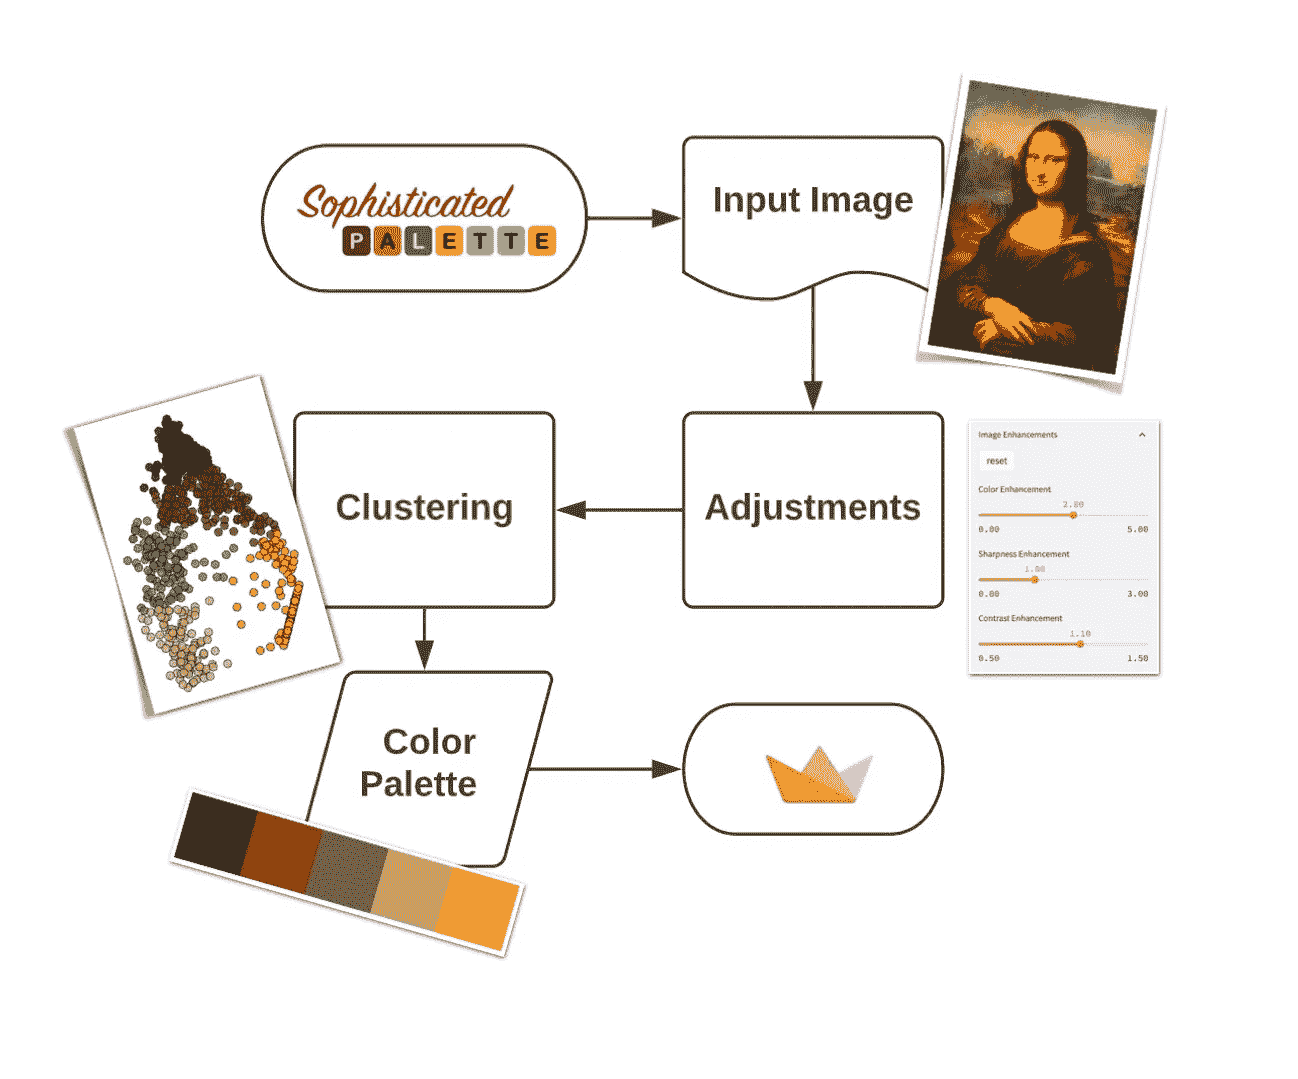 Sophisticated
PALETTE
Input Image
Clustering
Adjustments
Image Enhancements
reset
Color Enhancement
2.00
0.00 5.00
Sharpness Enhancement
1.00
0.00 3.00
Contrast Enhancement
1.10
0.50 1.50
Color
Palette